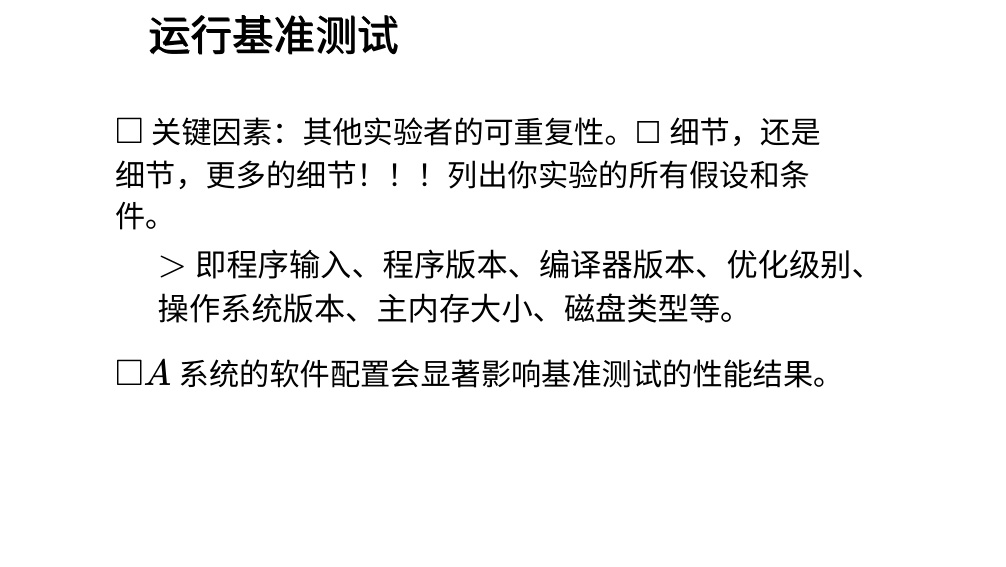 运行基准测试
□ 关键因素：其他实验者的可重复性。□ 细节，还是
细节，更多的细节！！！列出你实验的所有假设和条
件。
> 即程序输入、程序版本、编译器版本、优化级别、
操作系统版本、主内存大小、磁盘类型等。
□A 系统的软件配置会显著影响基准测试的性能结果。